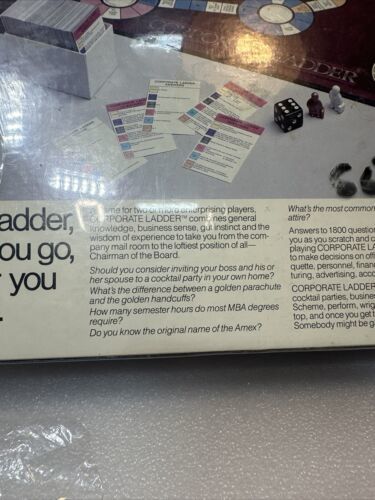 CORPORATE LADDER
CORPORATE LADDER
adder,
ou go,
you
A game for two or more enterprising players,
CORPORATE LADDER™ combines general
knowledge, business sense, gut instinct and the
wisdom of experience to take you from the com-
pany mail room to the loftiest position of all—
Chairman of the Board.
Should you consider inviting your boss and his or
her spouse to a cocktail party in your own home?
What's the difference between a golden parachute
and the golden handcuffs?
How many semester hours do most MBA degrees
require?
Do you know the original name of the Amex?
What's the most common
attire?
Answers to 1800 question
you as you scratch and c
playing CORPORATE LA
to make decisions on offi
quette, personnel, financ
turing, advertising, acco
CORPORATE LADDER
cocktail parties, busines
Scheme, perform, wrig
top, and once you get t
Somebody might be g